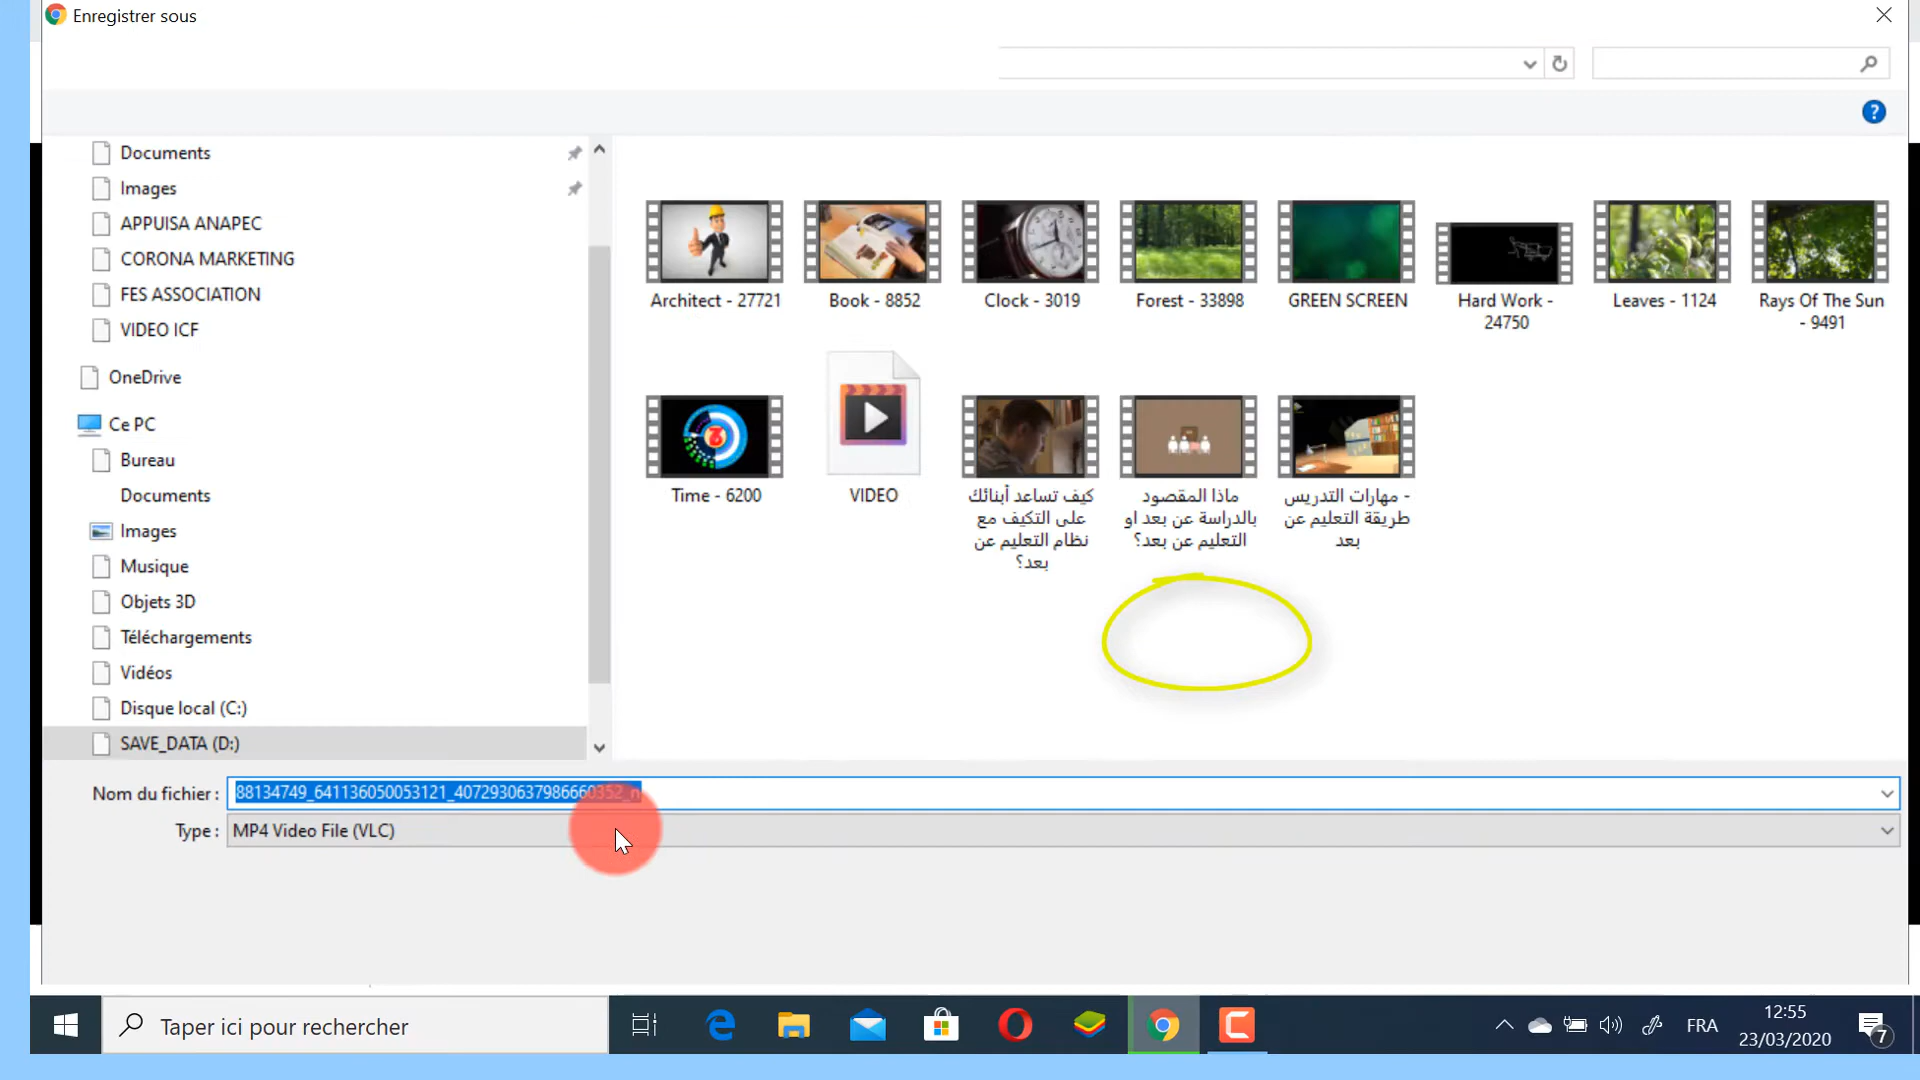 Enregistrer sous
Documents
Images
APPUISA ANAPEC
CORONA MARKETING
FES ASSOCIATION
VIDEO ICF
OneDrive
Ce PC
Bureau
Documents
Images
Musique
Objets 3D
Téléchargements
Vidéos
Disque local (C:)
SAVE_DATA (D:)
Architect - 27721
Book - 8852
Clock - 3019
Forest - 33898
GREEN SCREEN
Hard Work -
24750
Leaves - 1124
Rays Of The Sun
- 9491
Time - 6200
VIDEO
كيف تساعد أبنائك
على التكيف مع
نظام التعليم عن
بعد؟
ماذا المقصود
بالدراسة عن بعد او
التعليم عن بعد؟
مهارات التدريس -
طريقة التعليم عن
بعد
Nom du fichier :
88134749_641136050053121_4072930637986660352_n
Type :
MP4 Video File (VLC)
Taper ici pour rechercher
FRA
12:55
23/03/2020
7